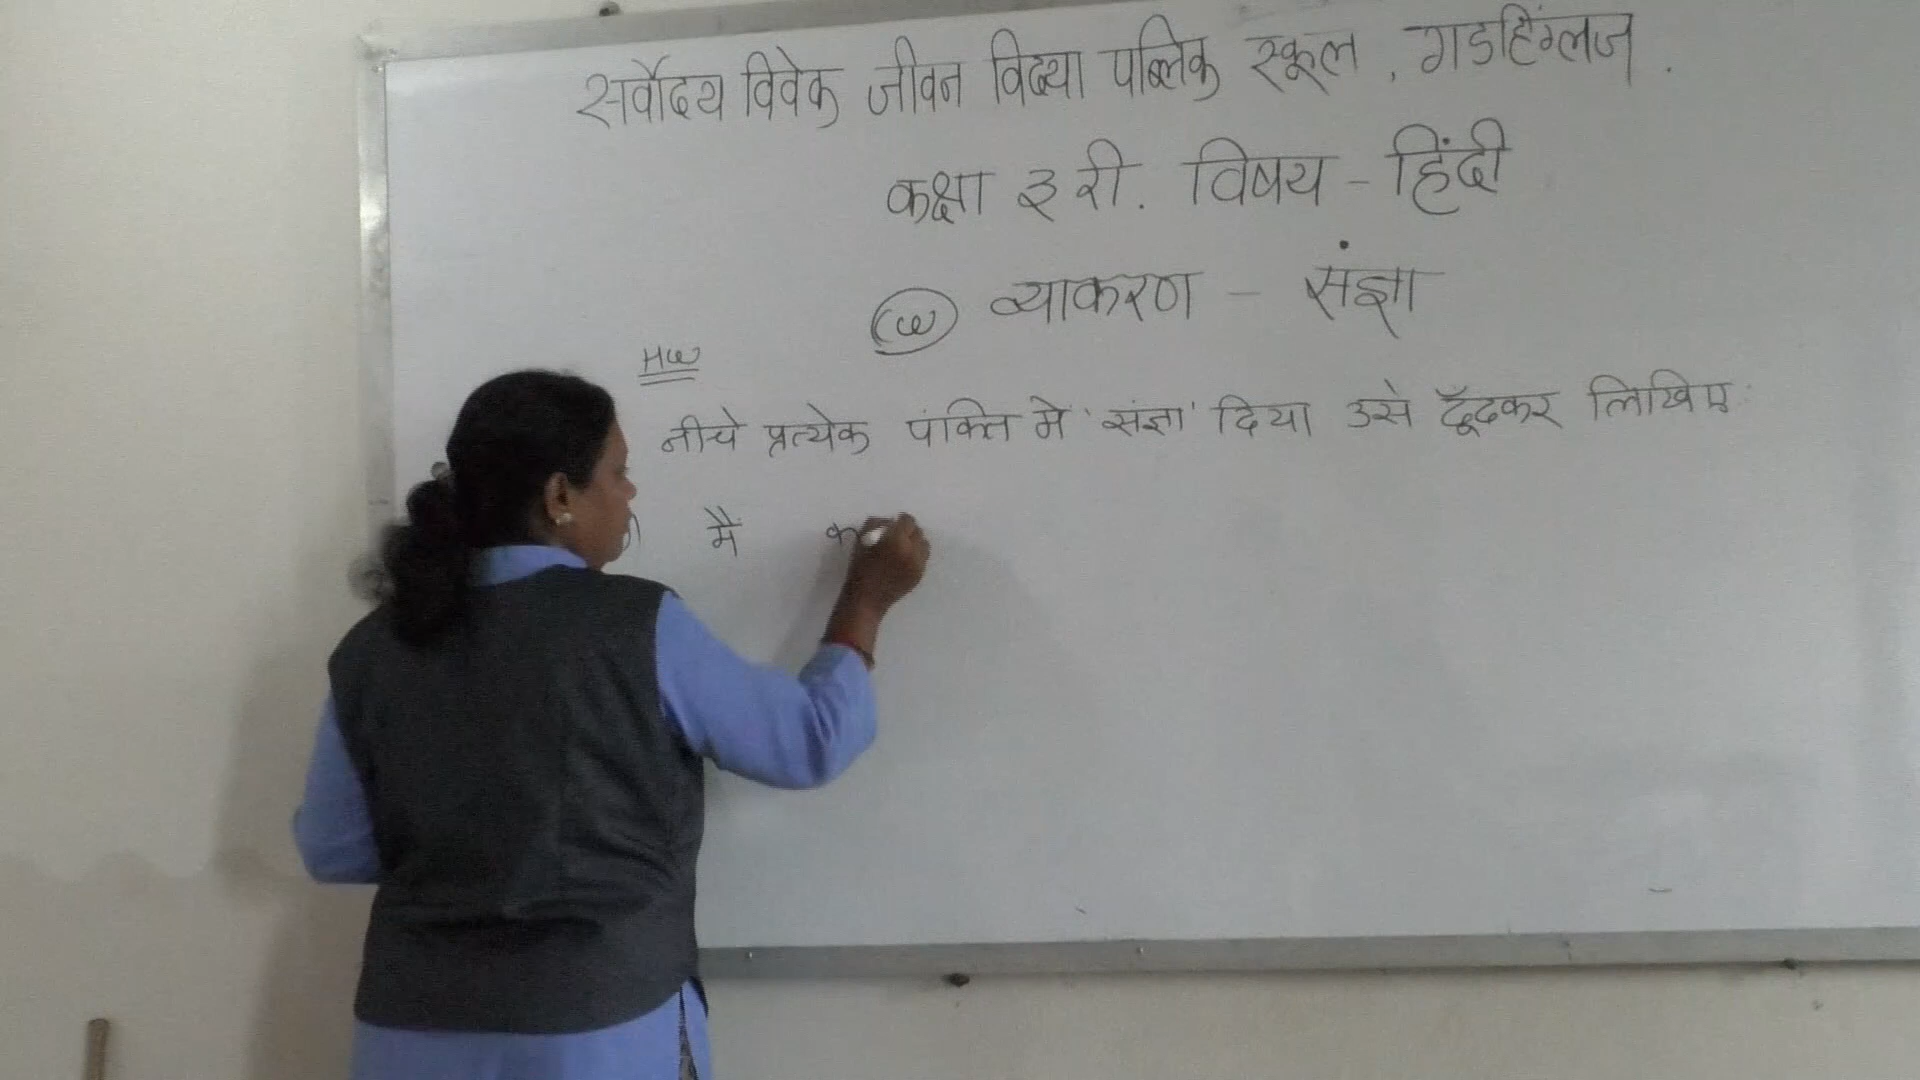 सर्वोदय विवेक जीवन विद्या पब्लिक स्कूल, गडहिंग्लज.
कक्षा ३ री. विषय - हिंदी
CW व्याकरण - संज्ञा
HW
नीचे प्रत्येक पंक्ति मे 'संज्ञा' दिया उसे ढूँढकर लिखिए
मै